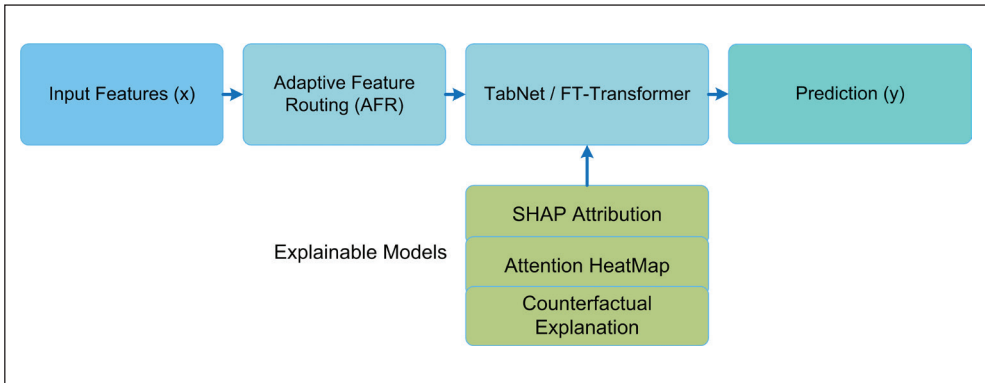 Input Features (x)
Adaptive Feature
Routing (AFR)
TabNet / FT-Transformer
Prediction (y)
Explainable Models
SHAP Attribution
Attention HeatMap
Counterfactual
Explanation